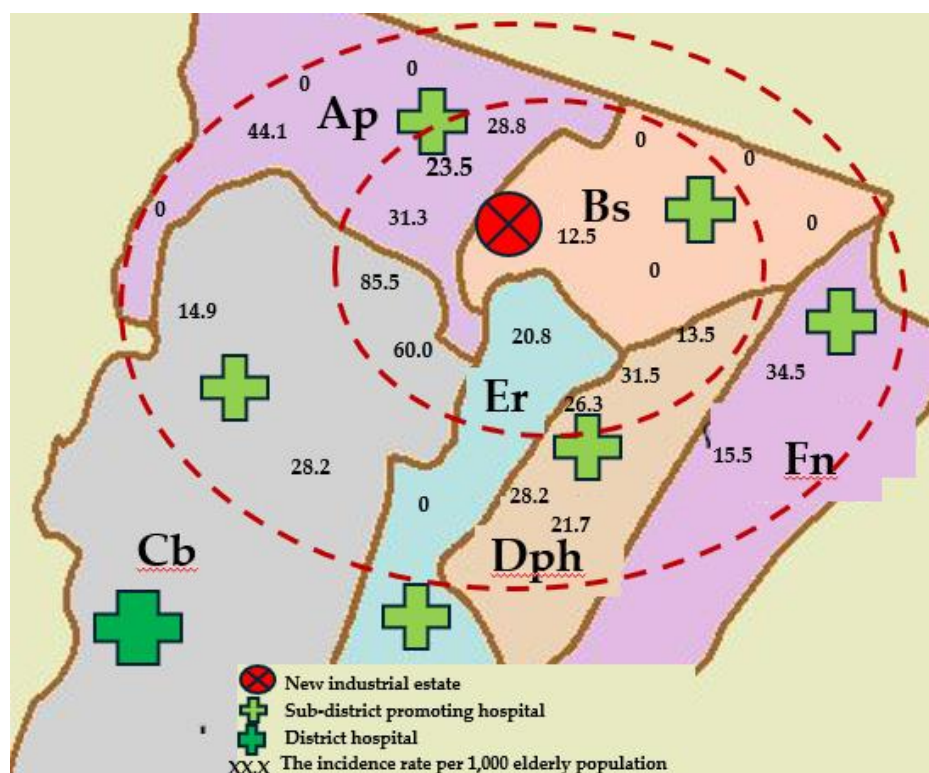 0
0
Ap
28.8
44.1
0
0
23.5
Bs
0
31.3
0
12.5
0
85.5
14.9
20.8
13.5
60.0
31.5
34.5
Er
26.3
15.5
Fn
28.2
0
28.2
21.7
Cb
Dph
New industrial estate
Sub-district promoting hospital
District hospital
XX.X The incidence rate per 1,000 elderly population